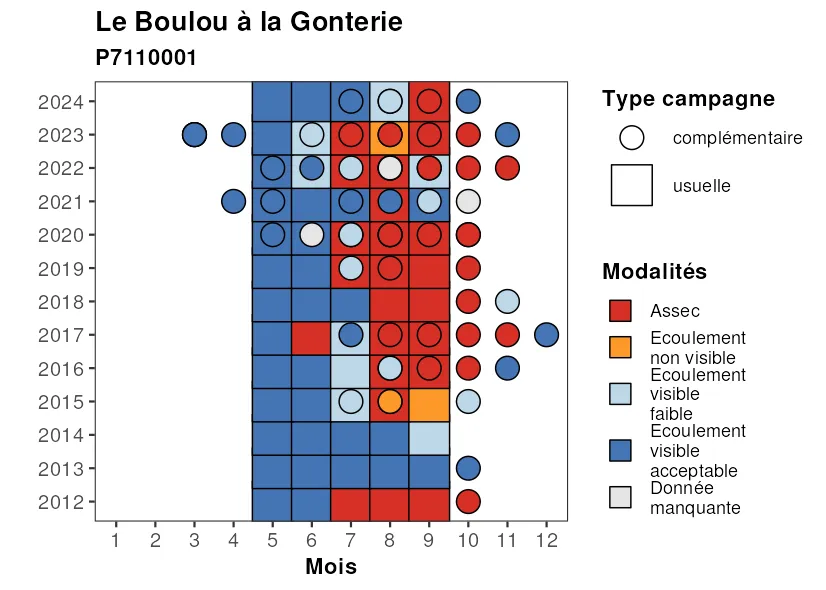 Le Boulou à la Gonterie
P7110001
2024
2023
2022
2021
2020
2019
2018
2017
2016
2015
2014
2013
2012
1 2 3 4 5 6 7 8 9 10 11 12
Mois
Type campagne
complémentaire
usuelle
Modalités
Assec
Ecoulement
non visible
Ecoulement
visible
faible
Ecoulement
visible
acceptable
Donnée
manquante